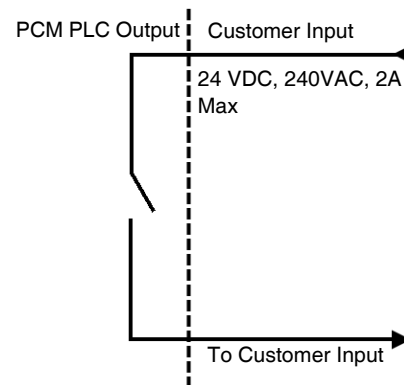 PCM PLC Output
Customer Input
24 VDC, 240VAC, 2A
Max
To Customer Input